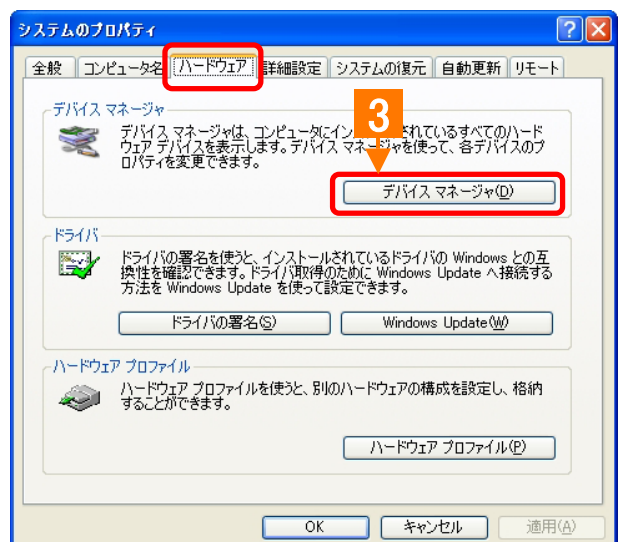 システムのプロパティ
全般 コンピュータ名 ハードウェア 詳細設定 システムの復元 自動更新 リモート
デバイス マネージャ
3
デバイス マネージャは、コンピュータにイン されているすべてのハード
ウェア デバイスを表示します。デバイス マネージャを使って、各デバイスのプ
ロパティを変更できます。
デバイス マネージャ(D)
ドライバ
ドライバの署名を使うと、インストールされているドライバの Windows との互
換性を確認できます。ドライバ取得のために Windows Update へ接続する
方法を Windows Update を使って設定できます。
ドライバの署名(S) Windows Update(W)
ハードウェア プロファイル
ハードウェア プロファイルを使うと、別のハードウェアの構成を設定し、格納
することができます。
ハードウェア プロファイル(P)
OK キャンセル 適用(A)